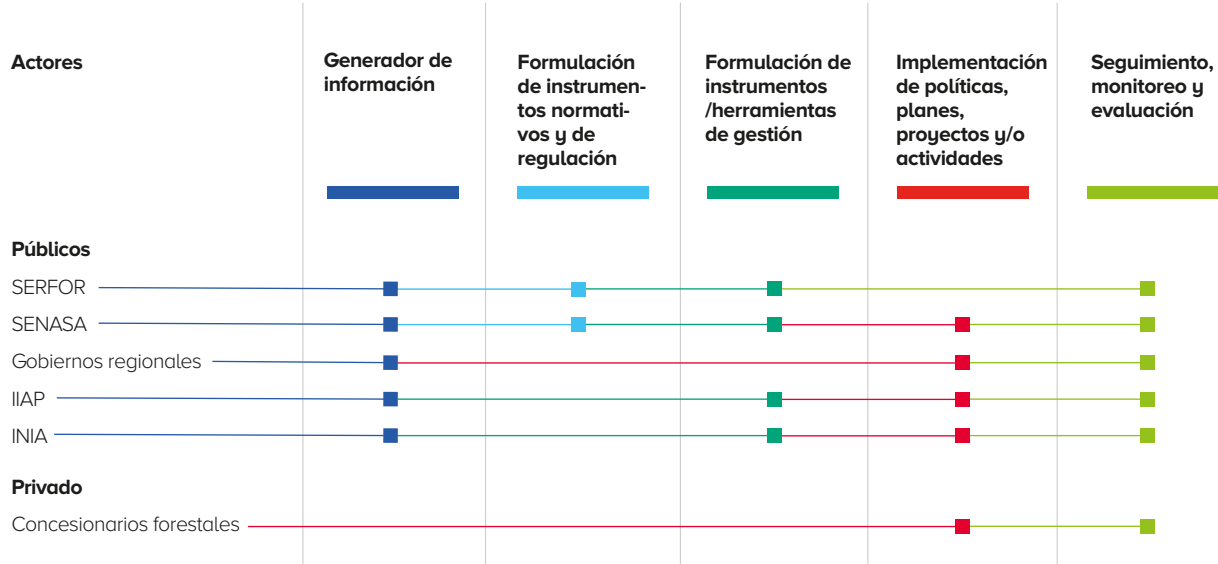 Actores
Generador de
información
Formulación
de instrumen-
tos normati-
vos y de
regulación
Formulación de
instrumentos
/herramientas
de gestión
Implementación
de políticas,
planes,
proyectos y/o
actividades
Seguimiento,
monitoreo y
evaluación
Públicos
SERFOR
SENASA
Gobiernos regionales
IIAP
INIA
Privado
Concesionarios forestales